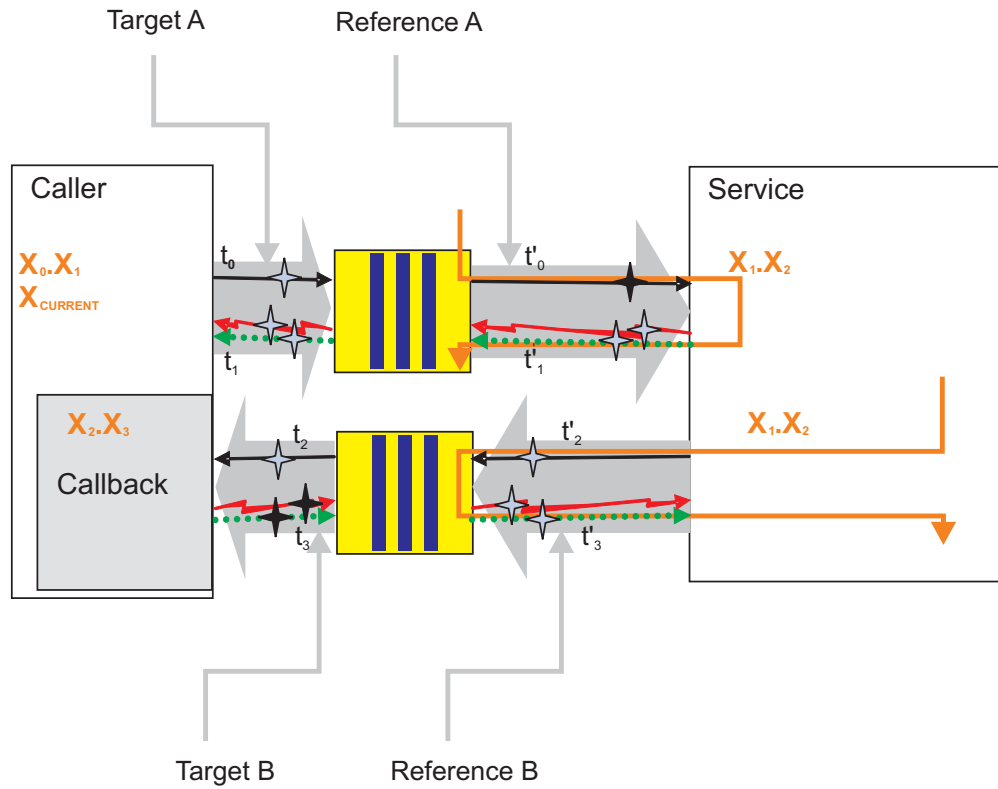 Target A
Reference A
Caller
Service
X₀.X₁
X_CURRENT
t₀
t'₀
X₁.X₂
t₁
t'₁
X₂.X₃
Callback
t₂
t'₂
X₁.X₂
t₃
t'₃
Target B
Reference B